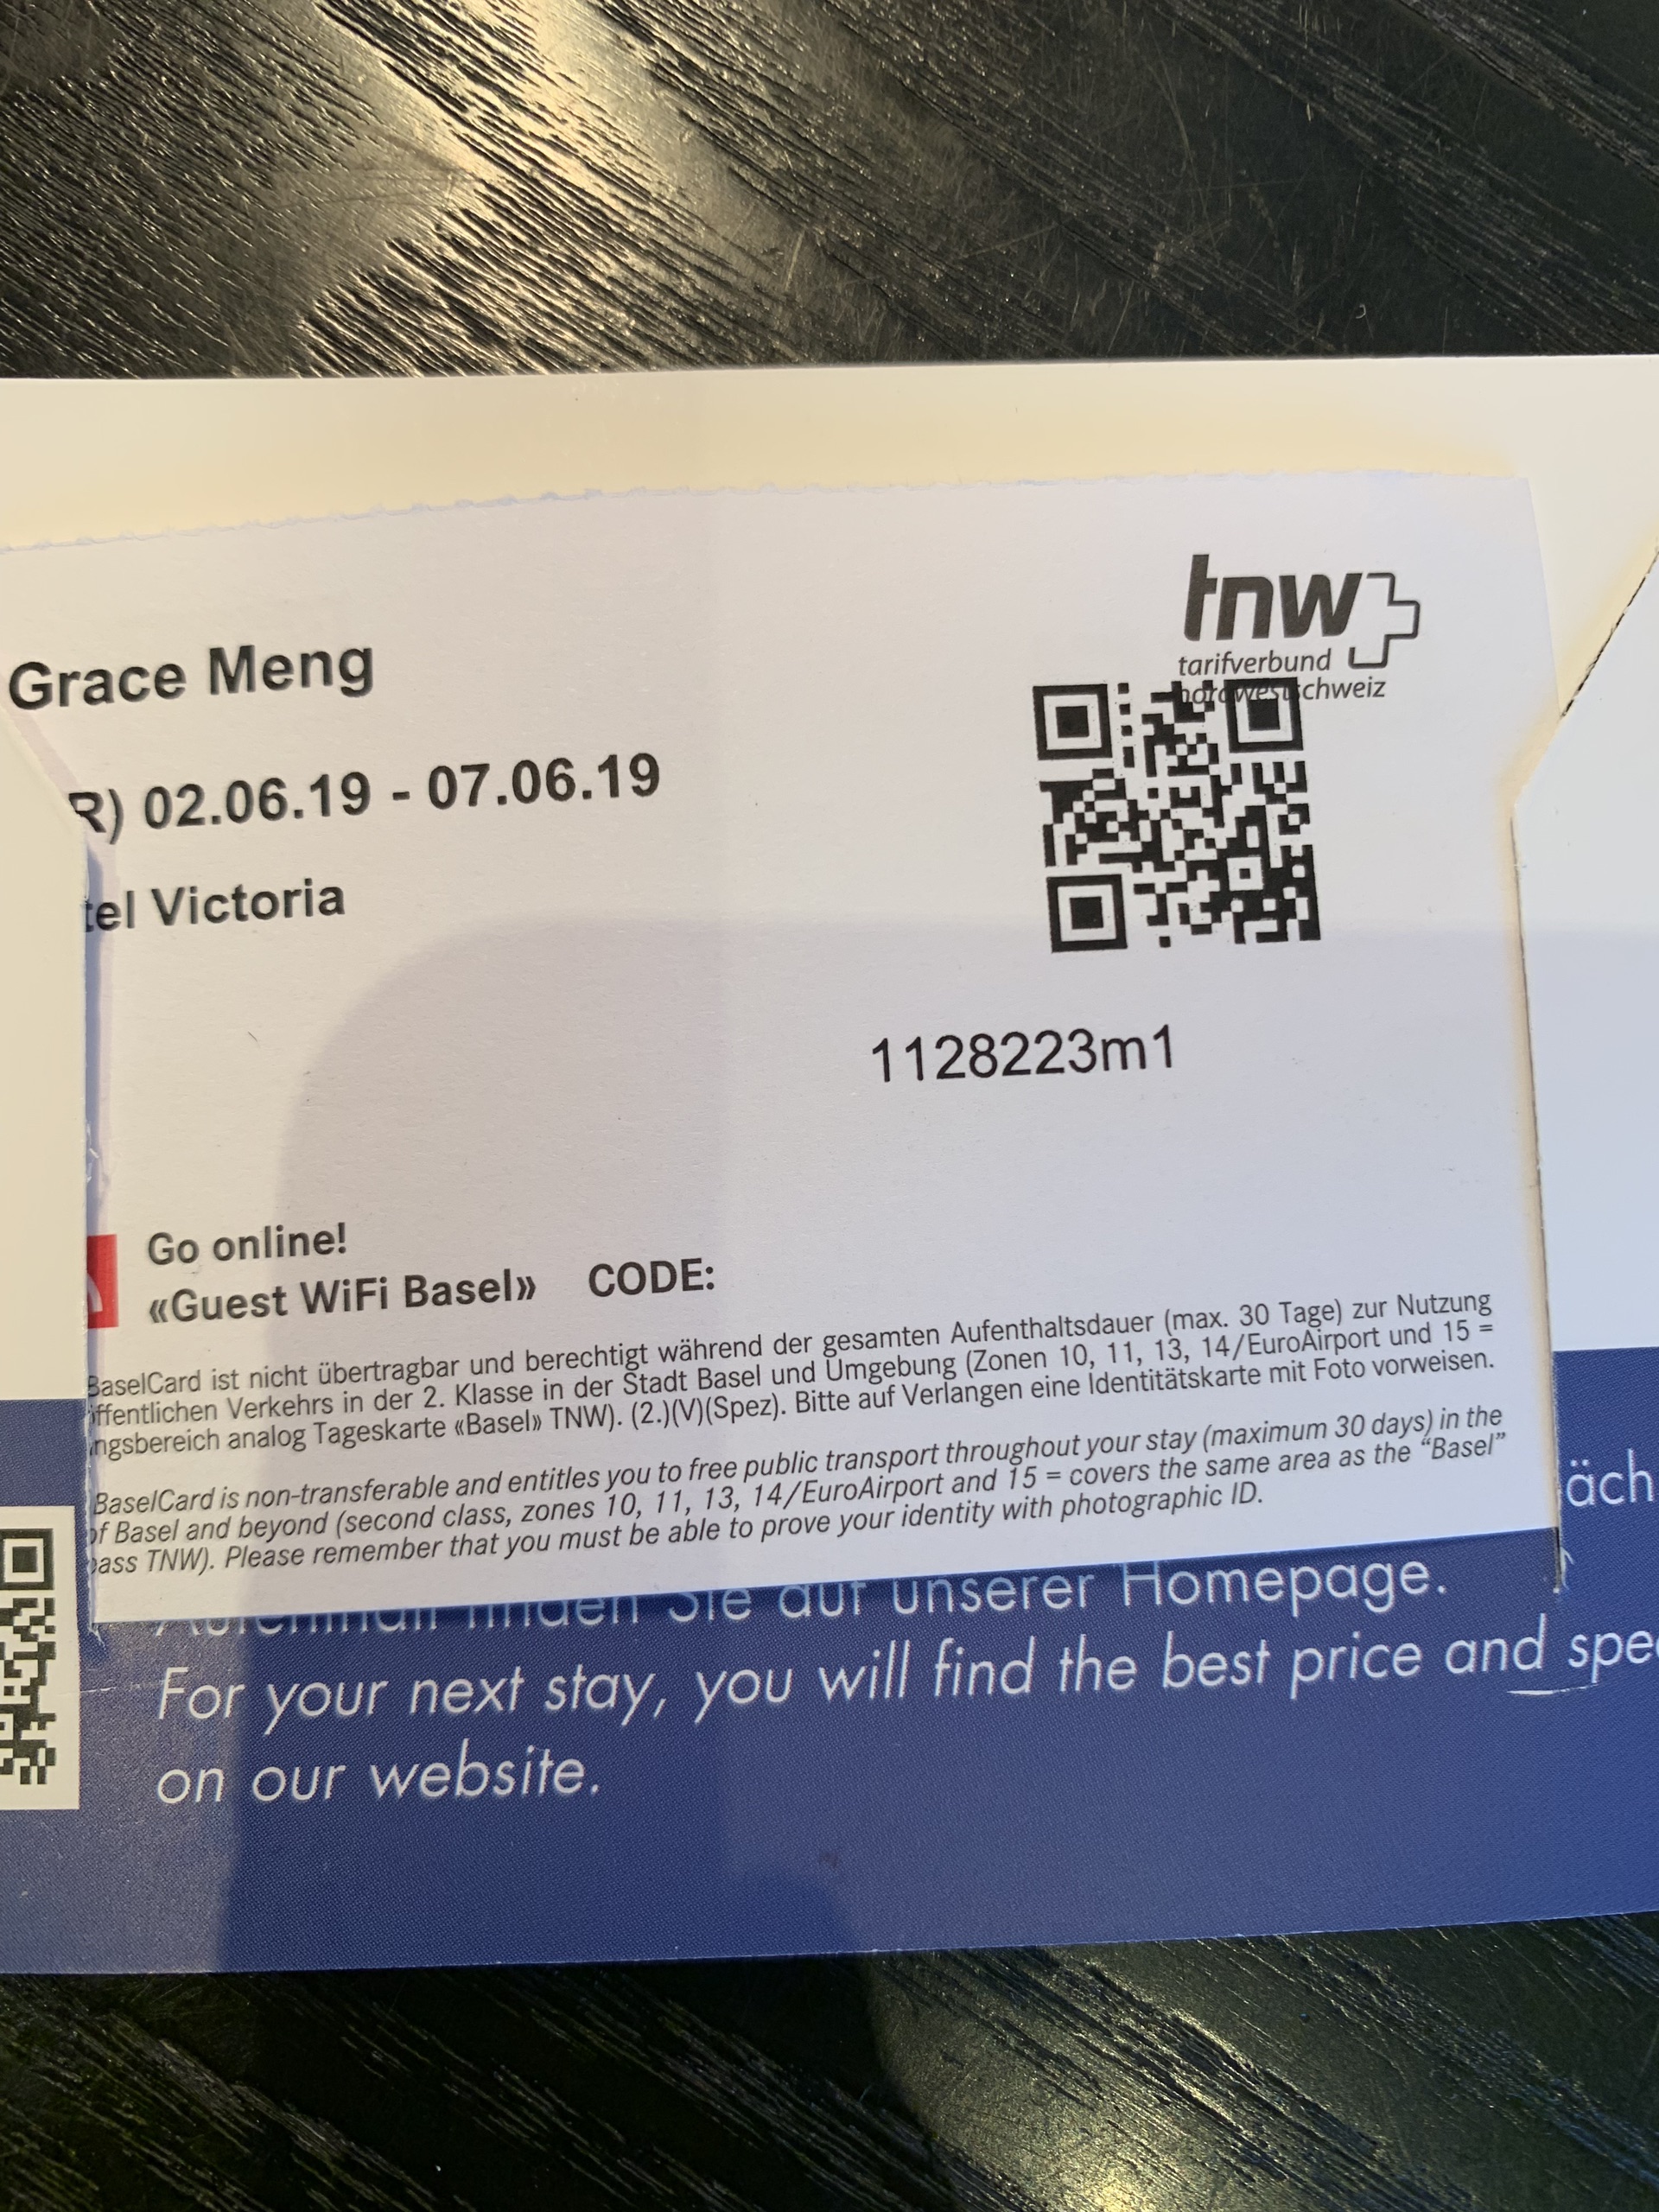 tnw
tarifverbund
nordwestschweiz
Grace Meng
R) 02.06.19 - 07.06.19
tel Victoria
1128223m1
Go online!
«Guest WiFi Basel» CODE:
BaselCard ist nicht übertragbar und berechtigt während der gesamten Aufenthaltsdauer (max. 30 Tage) zur Nutzung
ffentlichen Verkehrs in der 2. Klasse in der Stadt Basel und Umgebung (Zonen 10, 11, 13, 14/EuroAirport und 15 =
ngsbereich analog Tageskarte «Basel» TNW). (2.)(V)(Spez). Bitte auf Verlangen eine Identitätskarte mit Foto vorweisen.
BaselCard is non-transferable and entitles you to free public transport throughout your stay (maximum 30 days) in the
of Basel and beyond (second class, zones 10, 11, 13, 14/EuroAirport and 15 = covers the same area as the “Basel”
ass TNW). Please remember that you must be able to prove your identity with photographic ID.
äch
Aufenthalt finden Sie auf unserer Homepage.
For your next stay, you will find the best price and spe
on our website.